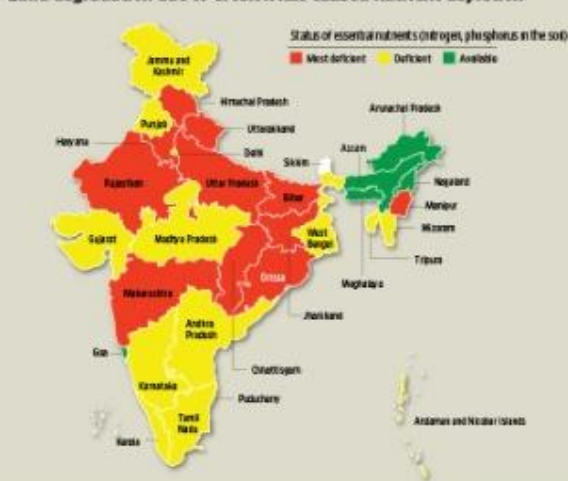 Status of essential nutrients (nitrogen, phosphorus in the soil)
Most deficient
Deficient
Available
Jammu and
Kashmir
Himachal Pradesh
Punjab
Uttarakhand
Haryana
Delhi
Arunachal Pradesh
Assam
Sikkim
Rajasthan
Uttar Pradesh
Bihar
Nagaland
Manipur
Mizoram
Tripura
Meghalaya
Gujarat
Madhya Pradesh
West
Bengal
Orissa
Jharkhand
Maharashtra
Andhra
Pradesh
Goa
Chhattisgarh
Karnataka
Puducherry
Tamil
Nadu
Kerala
Andaman and Nicobar Islands